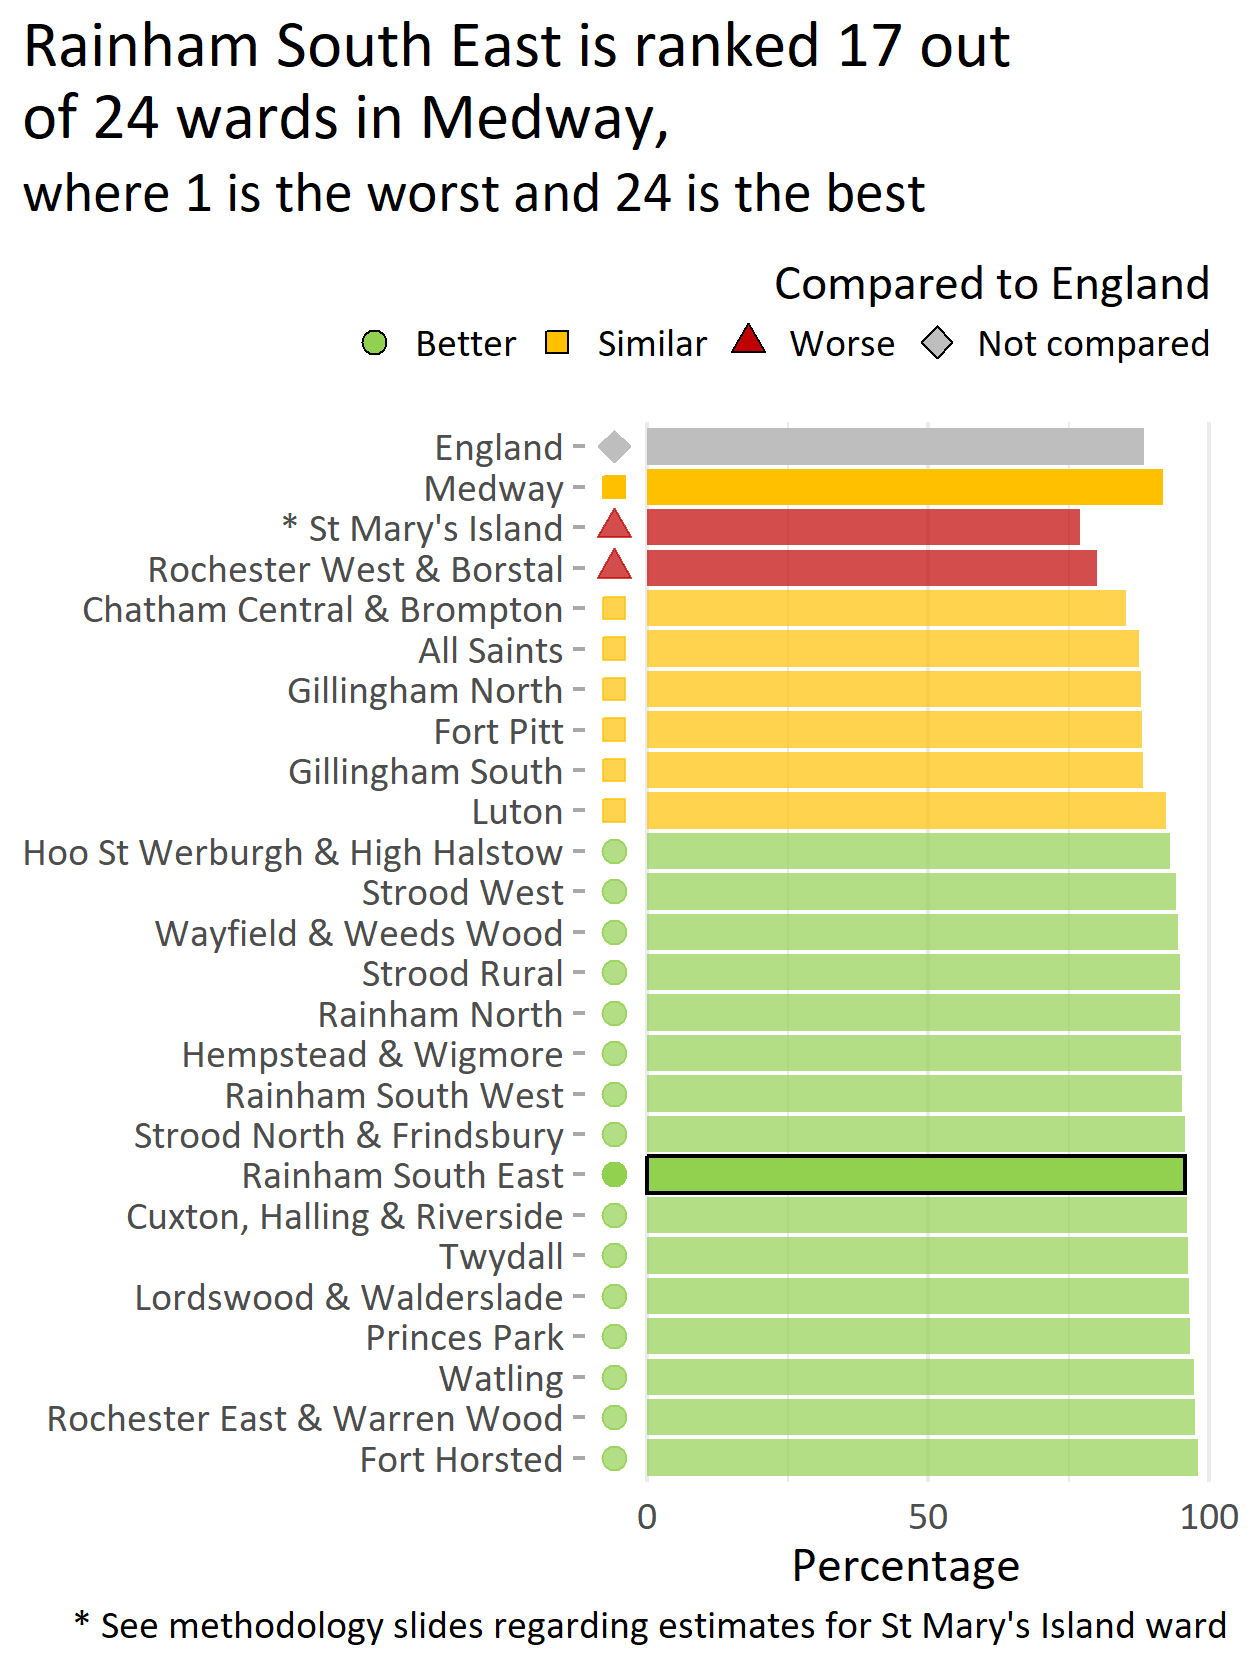 Rainham South East is ranked 17 out
of 24 wards in Medway,
where 1 is the worst and 24 is the best
Compared to England
Better Similar Worse Not compared
England
Medway
* St Mary's Island
Rochester West & Borstal
Chatham Central & Brompton
All Saints
Gillingham North
Fort Pitt
Gillingham South
Luton
Hoo St Werburgh & High Halstow
Strood West
Wayfield & Weeds Wood
Strood Rural
Rainham North
Hempstead & Wigmore
Rainham South West
Strood North & Frindsbury
Rainham South East
Cuxton, Halling & Riverside
Twydall
Lordswood & Walderslade
Princes Park
Watling
Rochester East & Warren Wood
Fort Horsted
0 50 100
Percentage
* See methodology slides regarding estimates for St Mary's Island ward